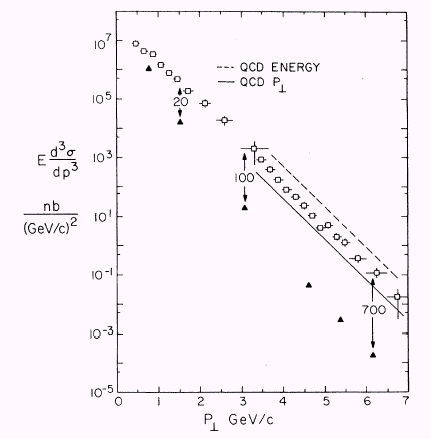 10^7
10^5
10^3
10^1
10^-1
10^-3
10^-5
E d^3σ/dp^3
nb/(GeV/c)^2
--- QCD ENERGY
— QCD P⊥
20
100
700
0 1 2 3 4 5 6 7
P⊥ GeV/c